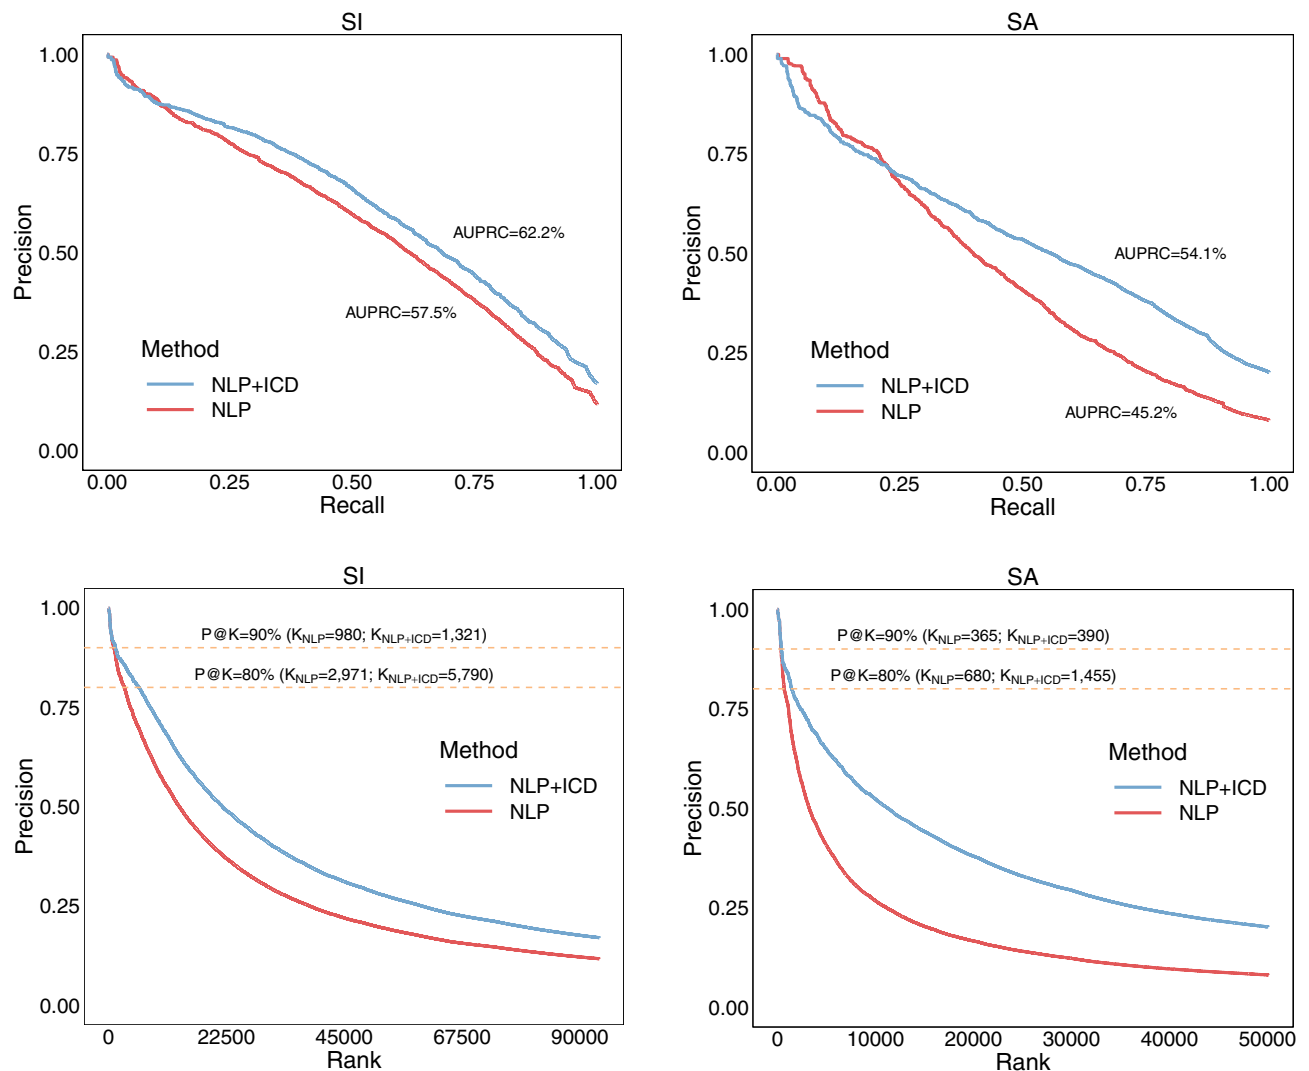 SI
1.00
0.75
0.50
0.25
0.00
Precision
AUPRC=62.2%
AUPRC=57.5%
Method
NLP+ICD
NLP
0.00 0.25 0.50 0.75 1.00
Recall
SA
1.00
0.75
0.50
0.25
0.00
Precision
AUPRC=54.1%
Method
NLP+ICD
NLP
AUPRC=45.2%
0.00 0.25 0.50 0.75 1.00
Recall
SI
1.00
0.75
0.50
0.25
0.00
Precision
P@K=90% (KNLP=980; KNLP+ICD=1,321)
P@K=80% (KNLP=2,971; KNLP+ICD=5,790)
Method
NLP+ICD
NLP
0 22500 45000 67500 90000
Rank
SA
1.00
0.75
0.50
0.25
0.00
Precision
P@K=90% (KNLP=365; KNLP+ICD=390)
P@K=80% (KNLP=680; KNLP+ICD=1,455)
Method
NLP+ICD
NLP
0 10000 20000 30000 40000 50000
Rank